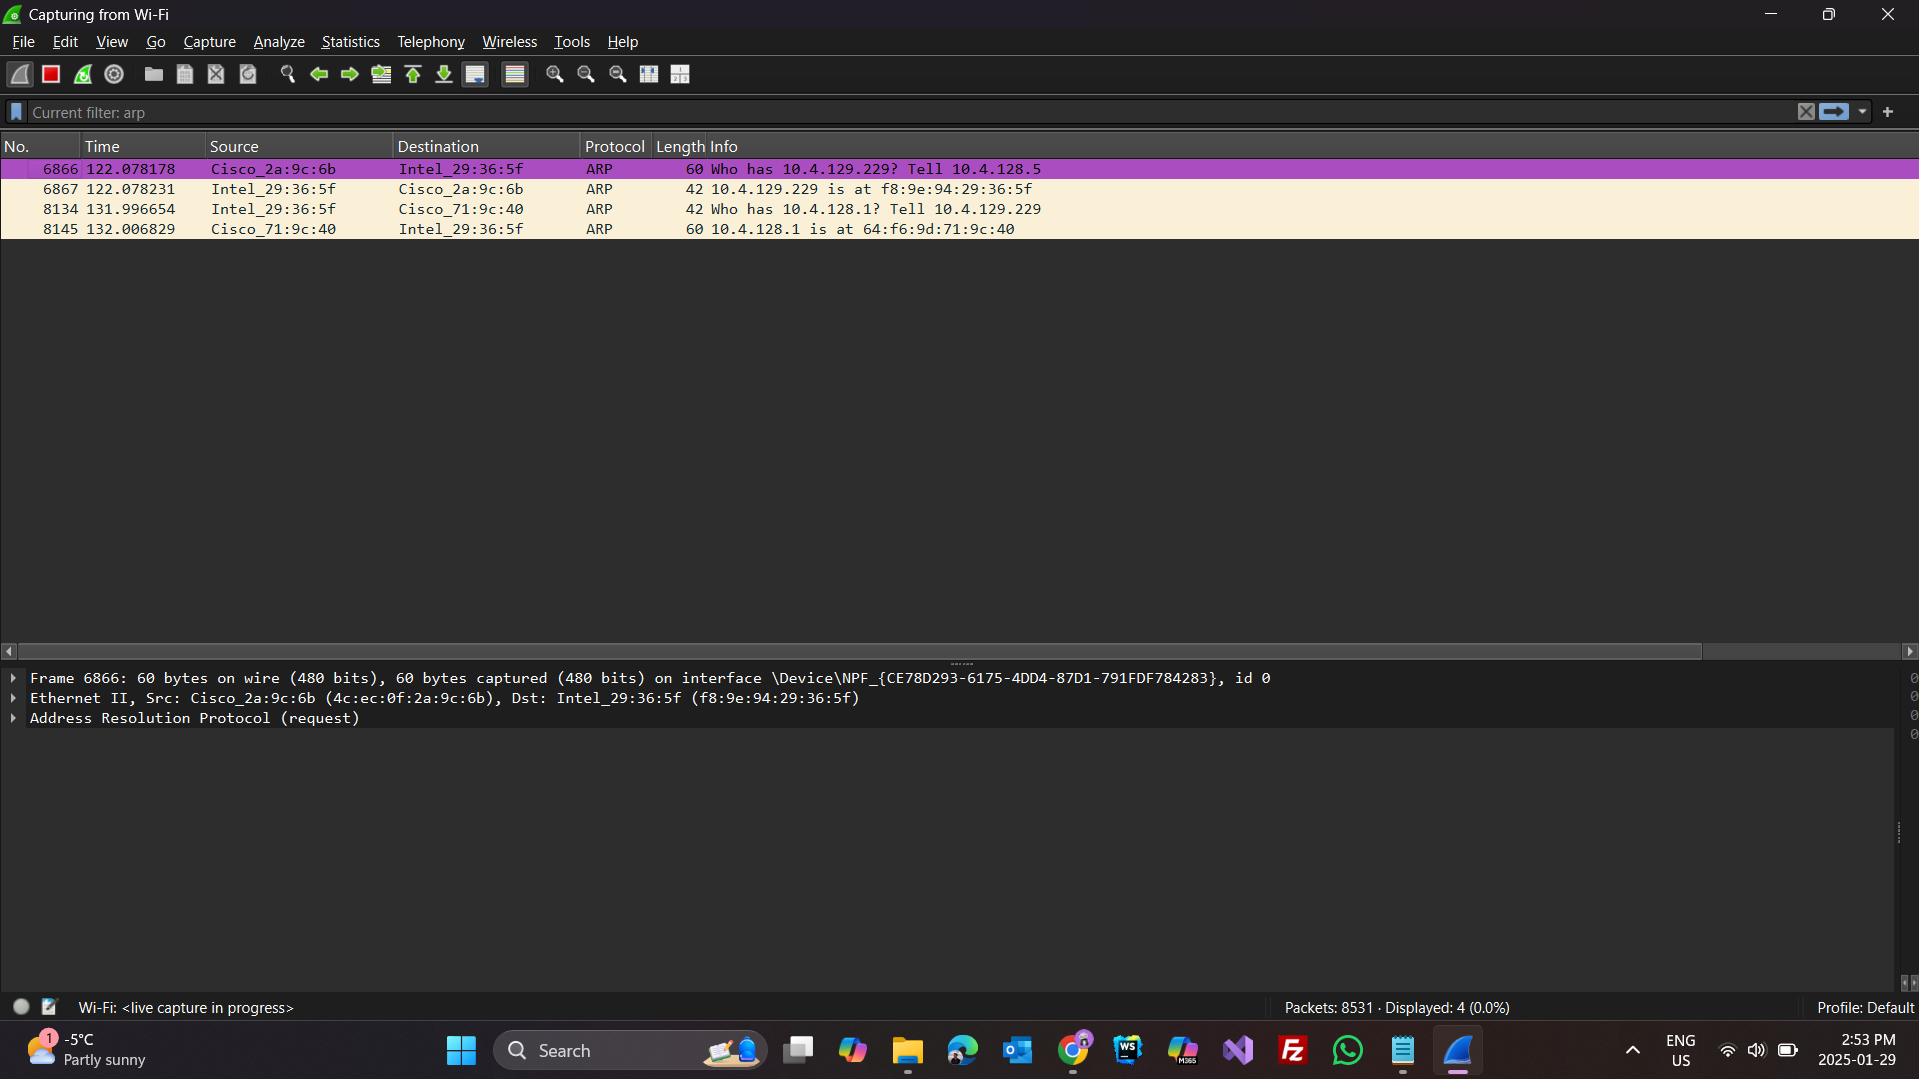 Capturing from Wi-Fi
File Edit View Go Capture Analyze Statistics Telephony Wireless Tools Help
Current filter: arp
No. Time Source Destination Protocol Length Info
6866 122.078178 Cisco_2a:9c:6b Intel_29:36:5f ARP 60 Who has 10.4.129.229? Tell 10.4.128.5
6867 122.078231 Intel_29:36:5f Cisco_2a:9c:6b ARP 42 10.4.129.229 is at f8:9e:94:29:36:5f
8134 131.996654 Intel_29:36:5f Cisco_71:9c:40 ARP 42 Who has 10.4.128.1? Tell 10.4.129.229
8145 132.006829 Cisco_71:9c:40 Intel_29:36:5f ARP 60 10.4.128.1 is at 64:f6:9d:71:9c:40
Frame 6866: 60 bytes on wire (480 bits), 60 bytes captured (480 bits) on interface \Device\NPF_{CE78D293-6175-4DD4-87D1-791FDF784283}, id 0
Ethernet II, Src: Cisco_2a:9c:6b (4c:ec:0f:2a:9c:6b), Dst: Intel_29:36:5f (f8:9e:94:29:36:5f)
Address Resolution Protocol (request)
0
0
0
0
Wi-Fi: <live capture in progress>
Packets: 8531 · Displayed: 4 (0.0%)
Profile: Default
1
-5°C
Partly sunny
Search
WS
M365
Fz
ENG
US
2:53 PM
2025-01-29